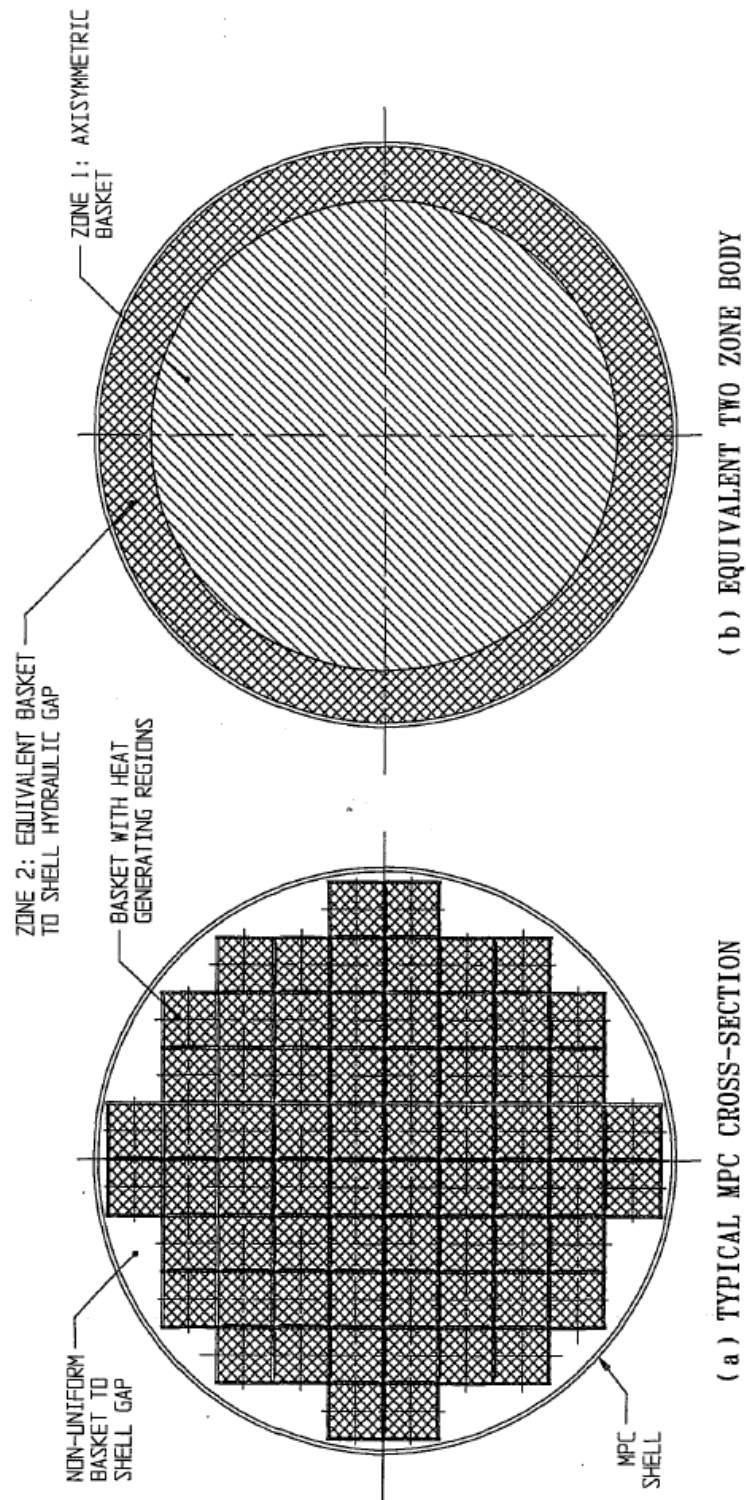 ZONE 2: EQUIVALENT BASKET
TO SHELL HYDRAULIC GAP
ZONE 1: AXISYMMETRIC
BASKET
BASKET WITH HEAT
GENERATING REGIONS
NON-UNIFORM
BASKET TO
SHELL GAP
MPC
SHELL
(a) TYPICAL MPC CROSS-SECTION
(b) EQUIVALENT TWO ZONE BODY